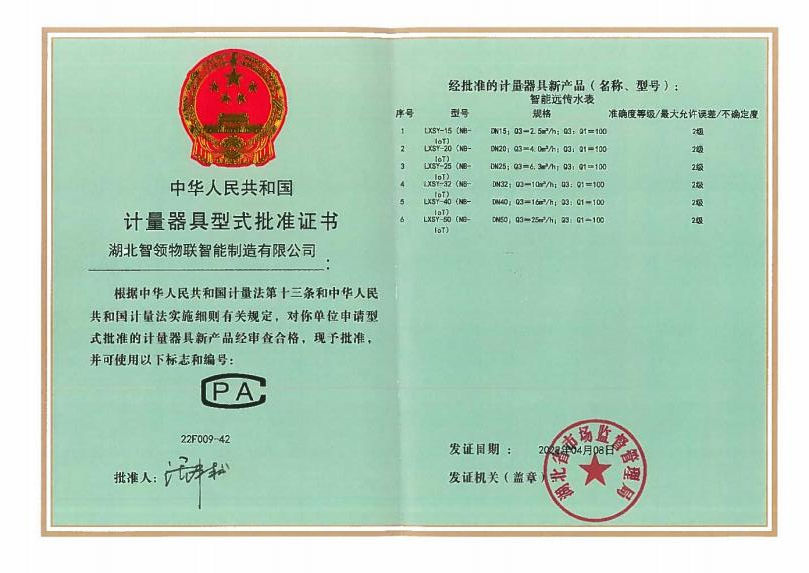 中华人民共和国
计量器具型式批准证书
湖北智领物联智能制造有限公司
：
根据中华人民共和国计量法第十三条和中华人民
共和国计量法实施细则有关规定，对你单位申请型
式批准的计量器具新产品经审查合格，现予批准，
并可使用以下标志和编号：
CPA
22F009-42
批准人：
经批准的计量器具新产品（名称、型号）：
智能远传水表
序号 型号 规格 准确度等级/最大允许误差/不确定度
1 LXSY-15（NB- DN15；Q3=2.5m³/h；Q3：Q1=100 2级
IoT）
2 LXSY-20（NB- DN20；Q3=4.0m³/h；Q3：Q1=100 2级
IoT）
3 LXSY-25（NB- DN25；Q3=6.3m³/h；Q3：Q1=100 2级
IoT）
4 LXSY-32（NB- DN32；Q3=10m³/h；Q3：Q1=100 2级
IoT）
5 LXSY-40（NB- DN40；Q3=16m³/h；Q3：Q1=100 2级
IoT）
6 LXSY-50（NB- DN50；Q3=25m³/h；Q3：Q1=100 2级
IoT）
发证日期： 2022年04月08日
发证机关（盖章）
湖北省市场监督管理局